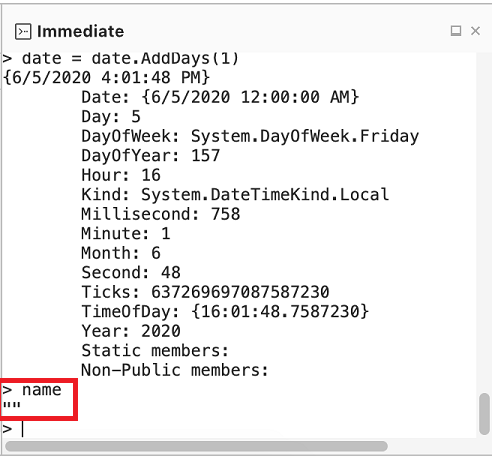 Immediate
> date = date.AddDays(1)
{6/5/2020 4:01:48 PM}
Date: {6/5/2020 12:00:00 AM}
Day: 5
DayOfWeek: System.DayOfWeek.Friday
DayOfYear: 157
Hour: 16
Kind: System.DateTimeKind.Local
Millisecond: 758
Minute: 1
Month: 6
Second: 48
Ticks: 637269697087587230
TimeOfDay: {16:01:48.7587230}
Year: 2020
Static members:
Non-Public members:
> name
""
>